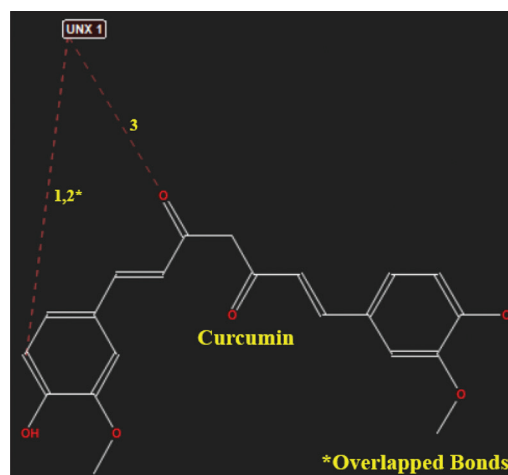 UNX 1
3
1,2*
O
Curcumin
O
O
OH
O
O
*Overlapped Bonds